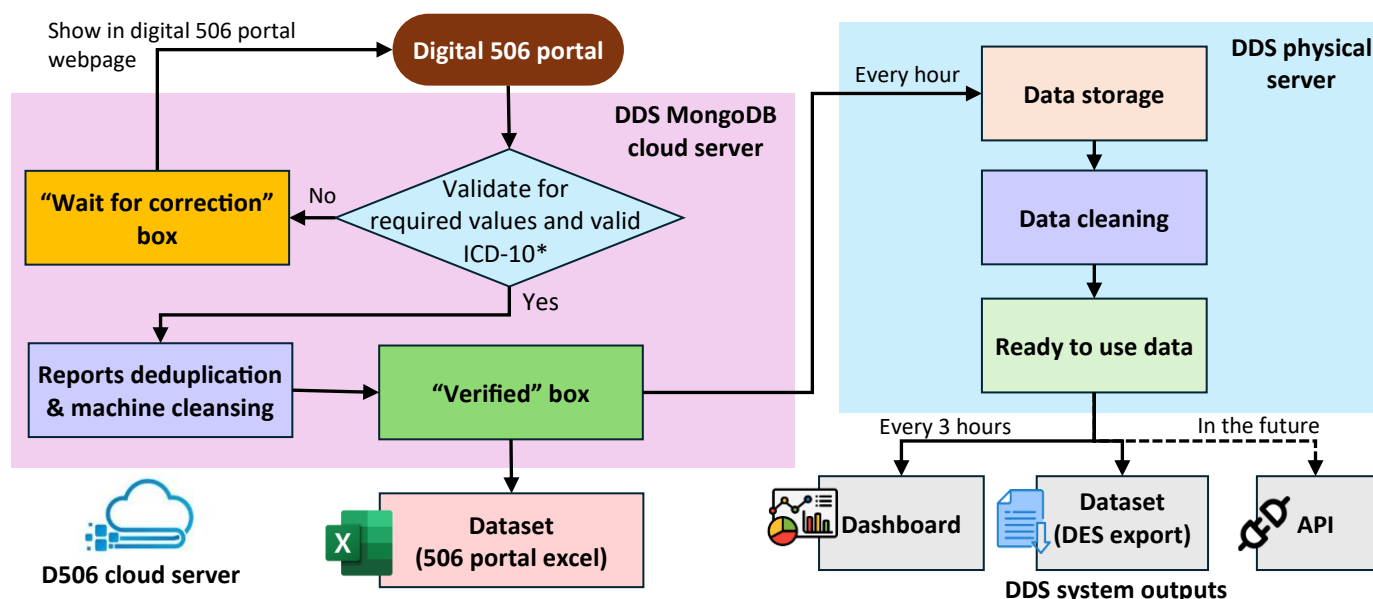 Show in digital 506 portal
webpage
Digital 506 portal
DDS MongoDB
cloud server
Validate for
required values and valid
ICD-10*
No
“Wait for correction”
box
Yes
Reports deduplication
& machine cleansing
“Verified” box
X
Dataset
(506 portal excel)
D506 cloud server
Every hour
DDS physical
server
Data storage
Data cleaning
Ready to use data
Every 3 hours
In the future
Dashboard
Dataset
(DES export)
API
DDS system outputs